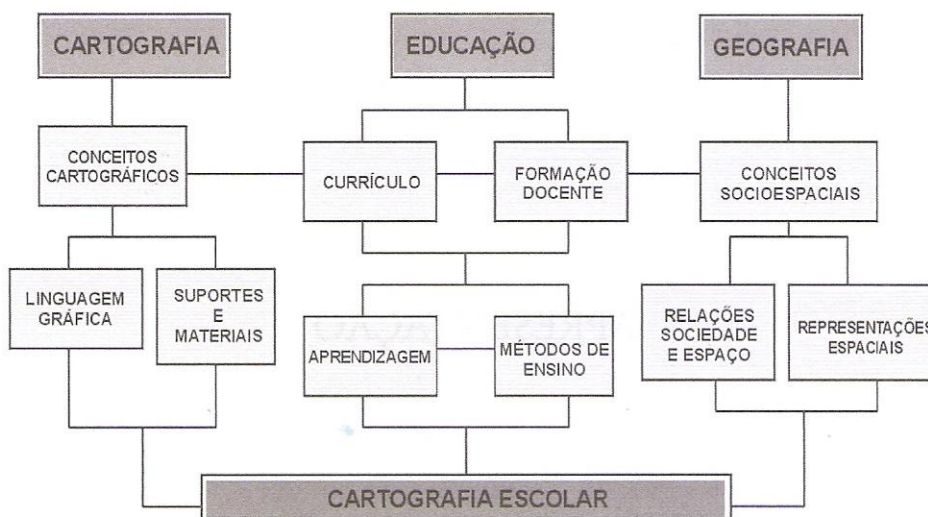 CARTOGRAFIA
EDUCAÇÃO
GEOGRAFIA
CONCEITOS
CARTOGRÁFICOS
CURRÍCULO
FORMAÇÃO
DOCENTE
CONCEITOS
SOCIOESPACIAIS
LINGUAGEM
GRÁFICA
SUPORTES
E
MATERIAIS
APRENDIZAGEM
MÉTODOS DE
ENSINO
RELAÇÕES
SOCIEDADE
E ESPAÇO
REPRESENTAÇÕES
ESPACIAIS
CARTOGRAFIA ESCOLAR